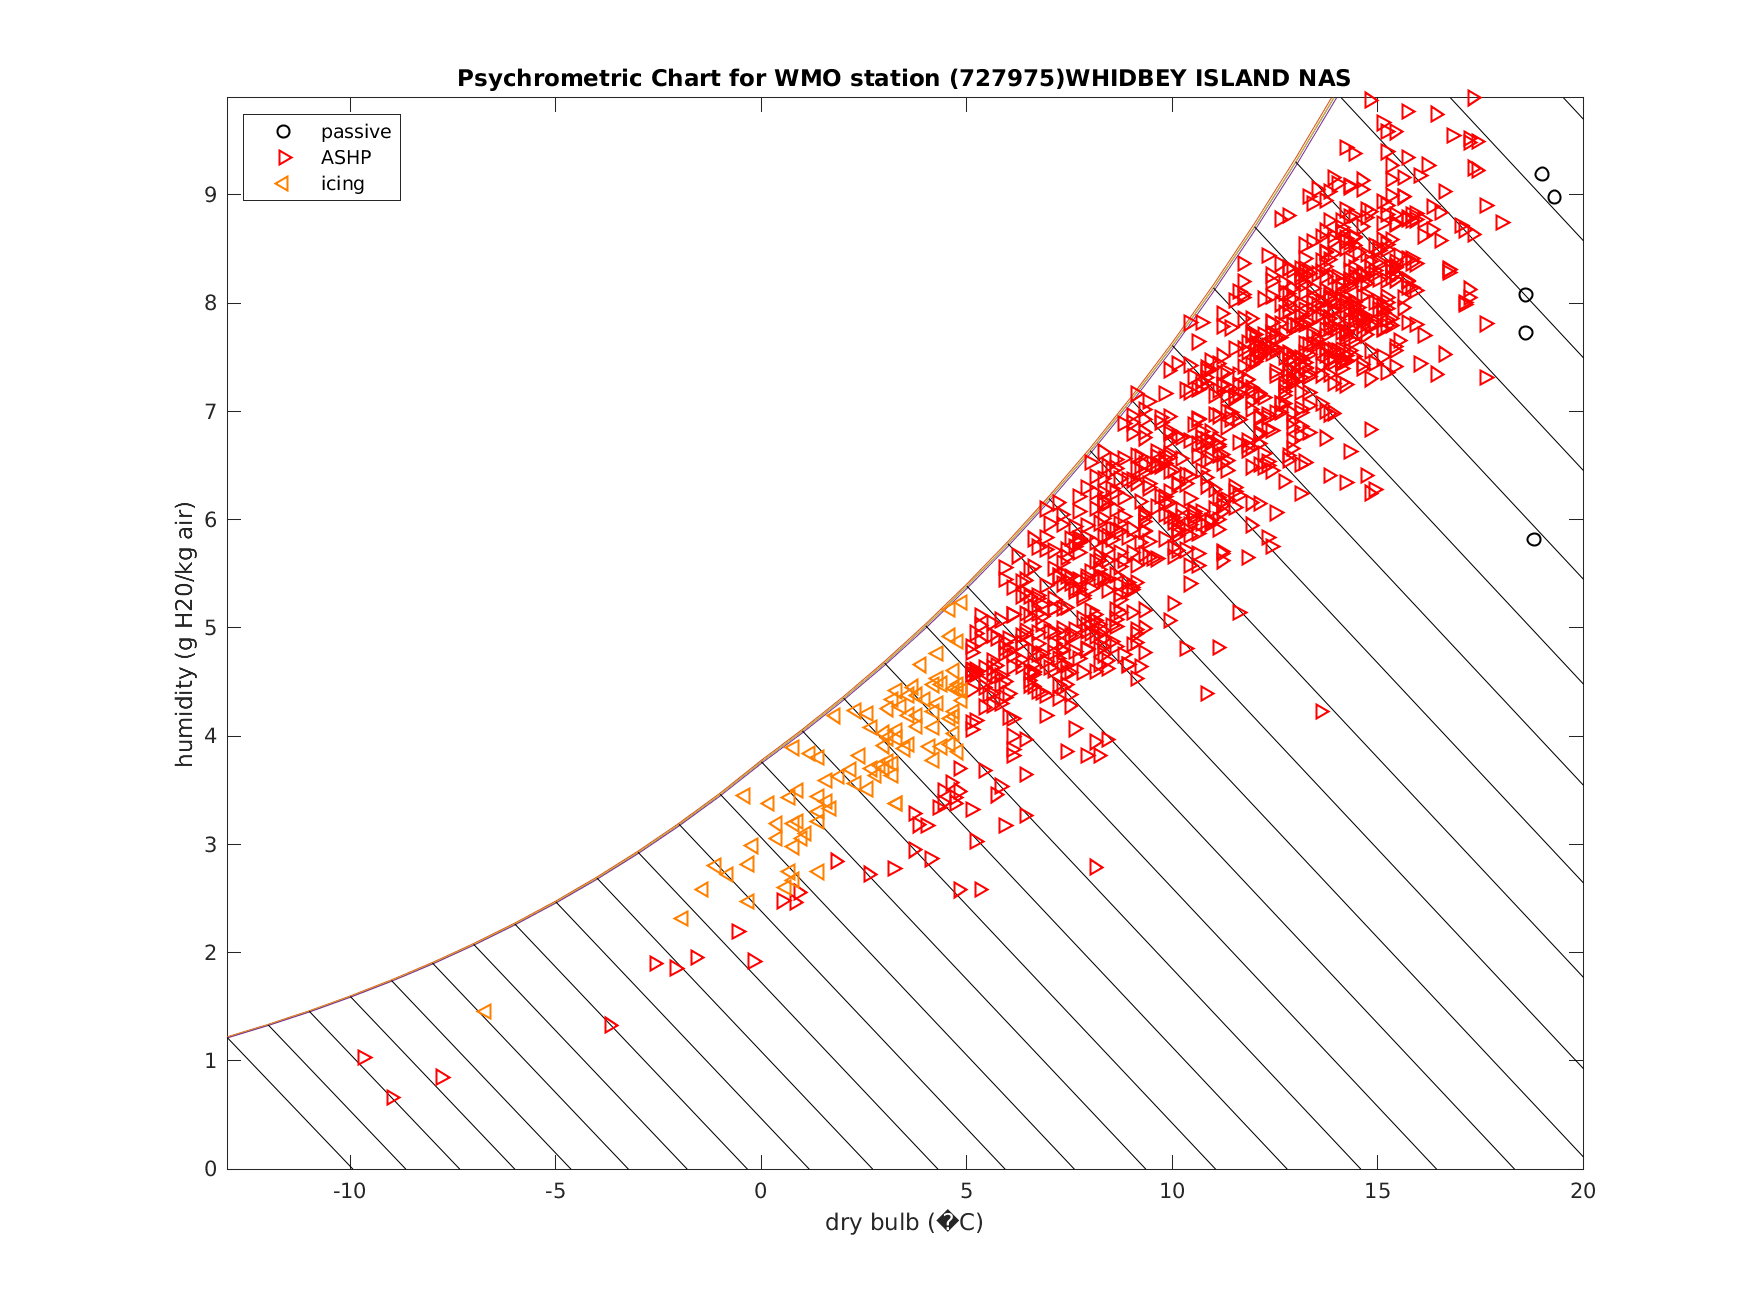 Psychrometric Chart for WMO station (727975)WHIDBEY ISLAND NAS
passive
ASHP
icing
humidity (g H20/kg air)
9
8
7
6
5
4
3
2
1
0
-10 -5 0 5 10 15 20
dry bulb (�C)